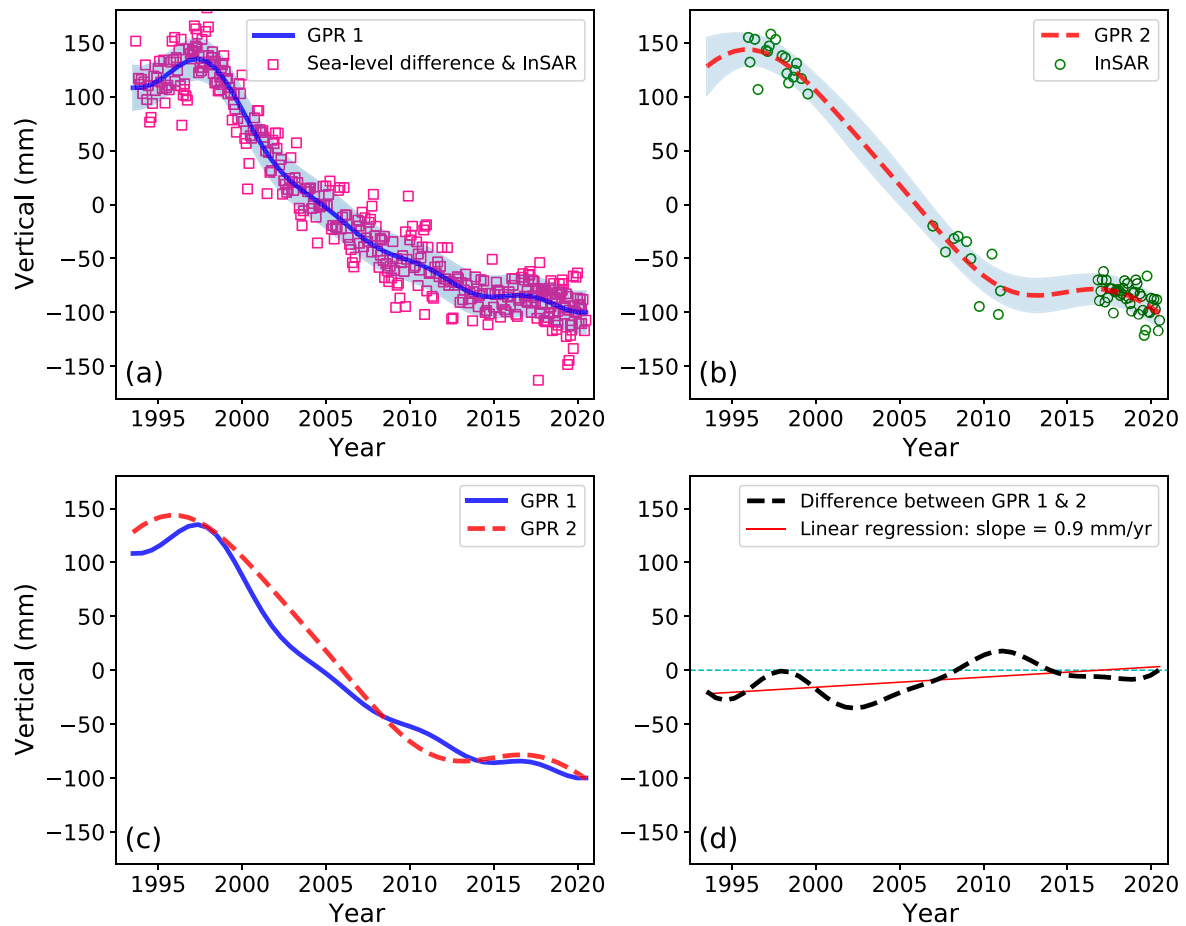 GPR 1
Sea-level difference & InSAR
150
100
50
0
−50
−100
−150
Vertical (mm)
(a)
1995 2000 2005 2010 2015 2020
Year
GPR 2
InSAR
150
100
50
0
−50
−100
−150
(b)
1995 2000 2005 2010 2015 2020
Year
GPR 1
GPR 2
150
100
50
0
−50
−100
−150
Vertical (mm)
(c)
1995 2000 2005 2010 2015 2020
Year
Difference between GPR 1 & 2
Linear regression: slope = 0.9 mm/yr
150
100
50
0
−50
−100
−150
(d)
1995 2000 2005 2010 2015 2020
Year